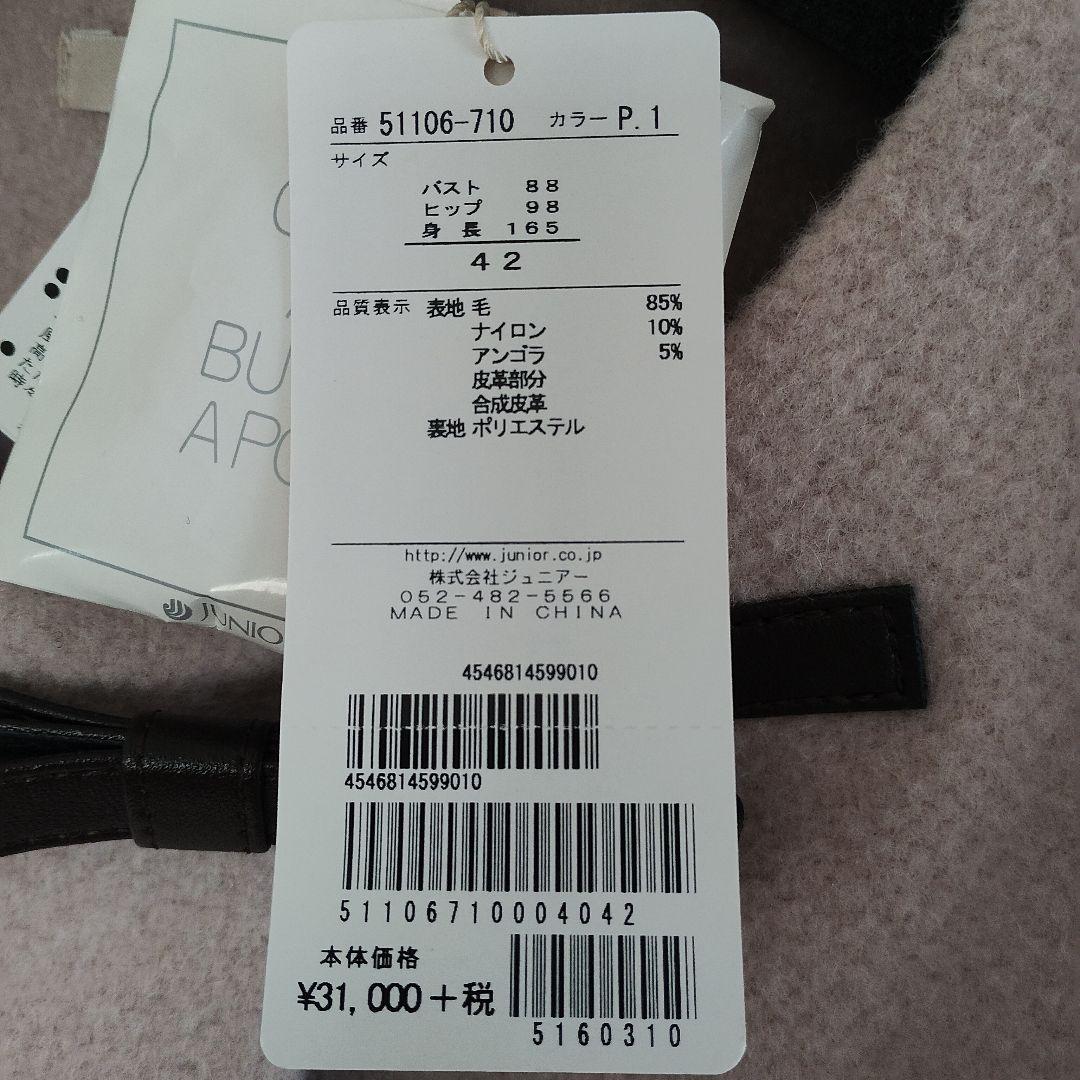 品番 51106-710 カラー P.1
サイズ
バスト 88
ヒップ 98
身長 165
42
品質表示 表地 毛 85%
ナイロン 10%
アンゴラ 5%
皮革部分
合成皮革
裏地 ポリエステル
http://www.junior.co.jp
株式会社ジュニアー
052-482-5566
MADE IN CHINA
4546814599010
4546814599010
51106710004042
本体価格
¥31,000+税
5160310